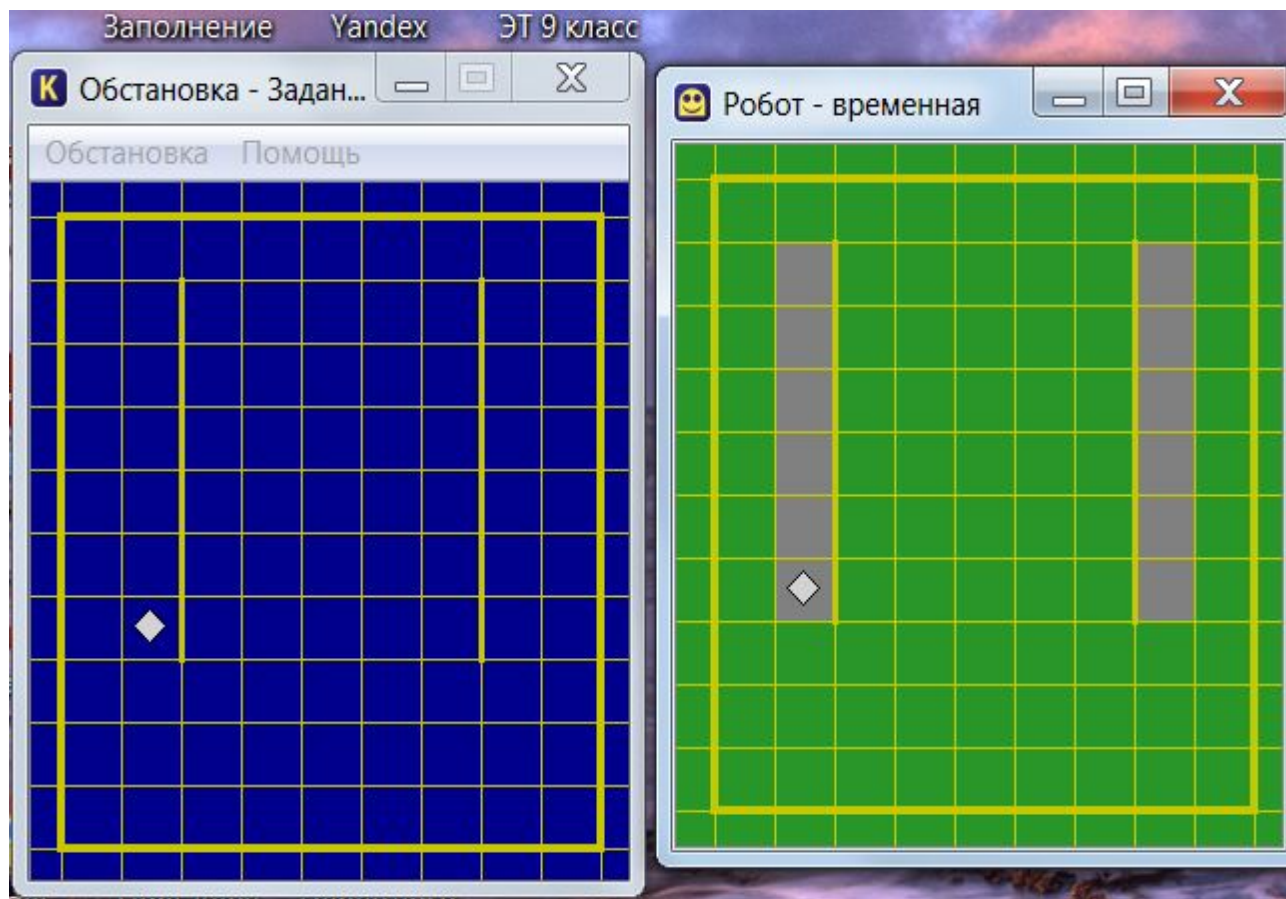 Заполнение Yandex ЭТ 9 класс
K Обстановка - Задан...
Обстановка Помощь
Робот - временная